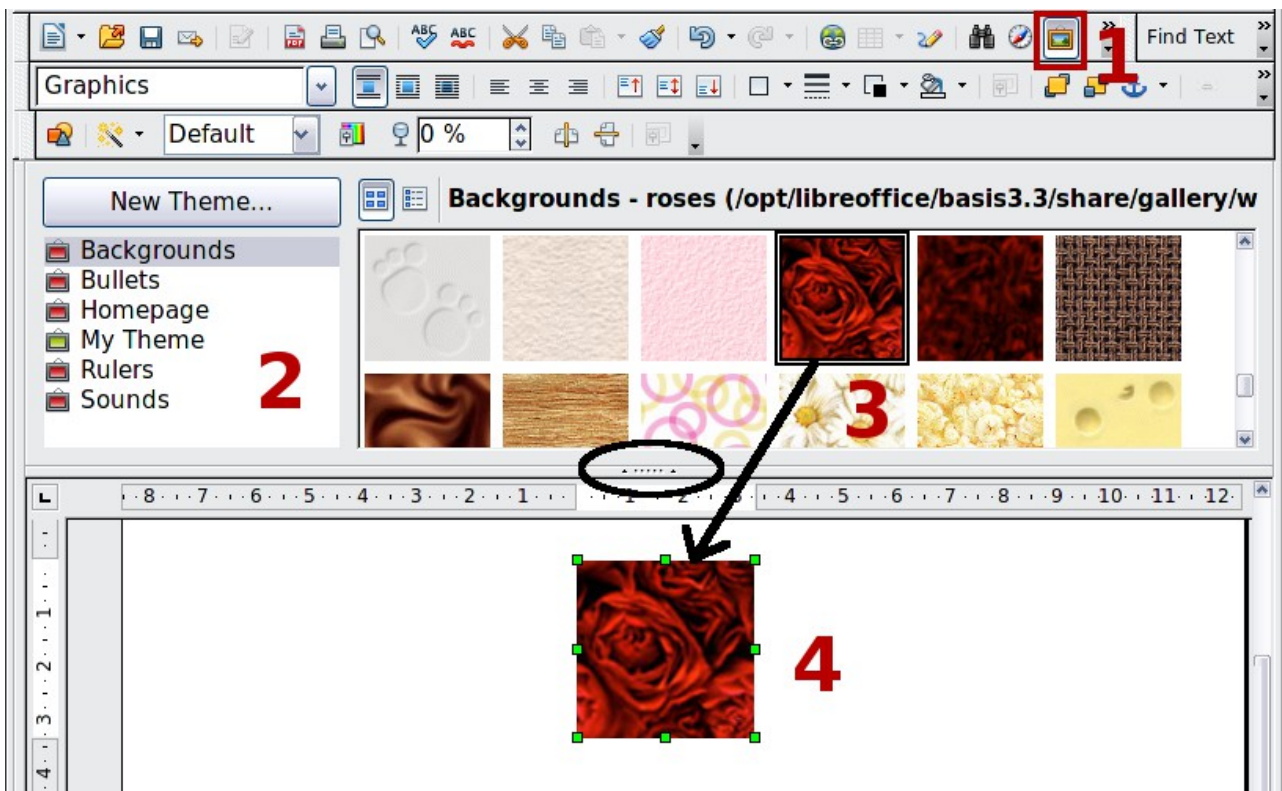 ABC ABC 1 Find Text
Graphics
Default 0 %
New Theme... Backgrounds - roses (/opt/libreoffice/basis3.3/share/gallery/w
Backgrounds
Bullets
Homepage
My Theme
Rulers
Sounds
2
3
8 7 6 5 4 3 2 1 1 2 3 4 5 6 7 8 9 10 11 12
1
2
3
4
4